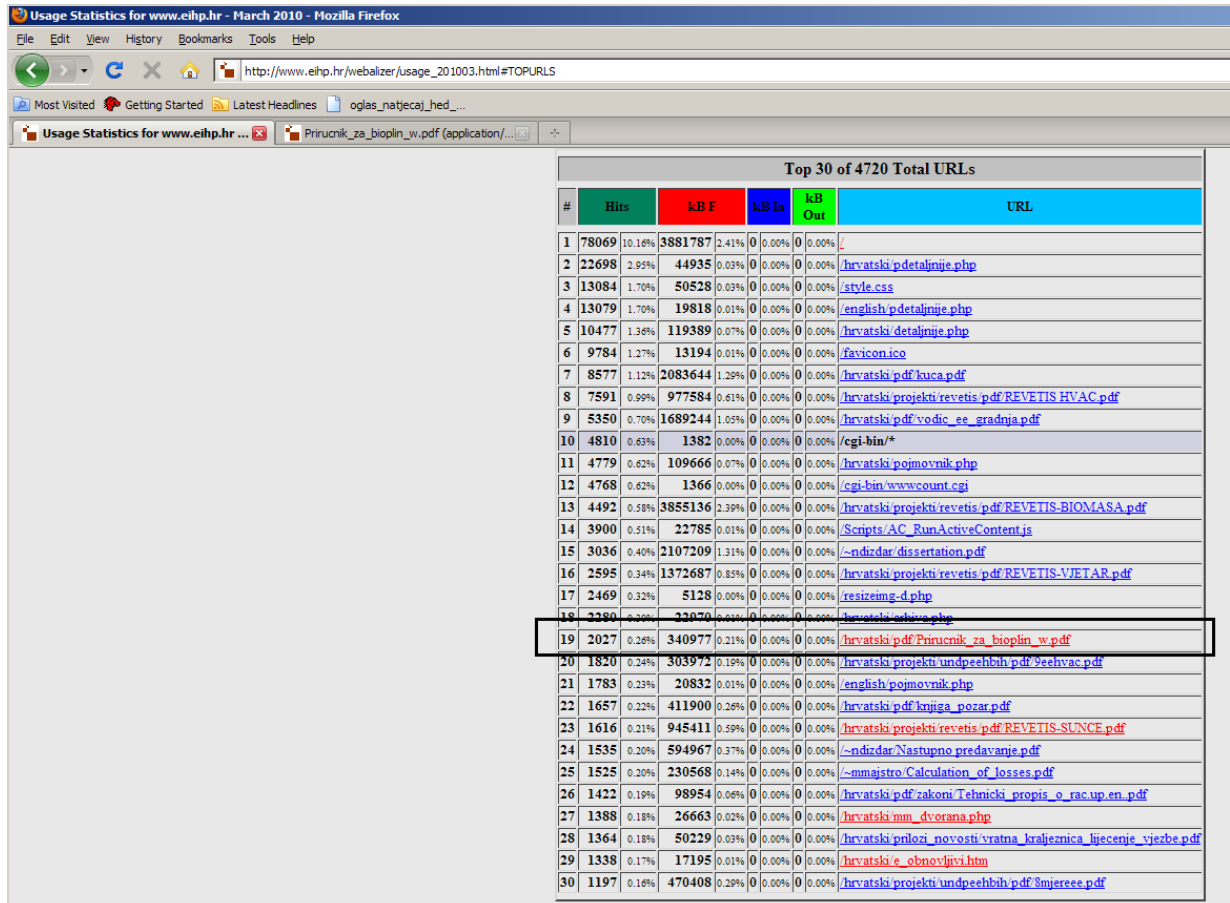 Usage Statistics for www.eihp.hr - March 2010 - Mozilla Firefox
File Edit View History Bookmarks Tools Help
http://www.eihp.hr/webalizer/usage_201003.html#TOPURLS
Most Visited Getting Started Latest Headlines oglas_natjecaj_hed_...
Usage Statistics for www.eihp.hr ... Prirucnik_za_bioplin_w.pdf (application/...
Top 30 of 4720 Total URLs
# Hits kB F kB In kB Out URL
1 78069 10.16% 3881787 2.41% 0 0.00% 0 0.00% /
2 22698 2.95% 44935 0.03% 0 0.00% 0 0.00% /hrvatski/pdetaljnije.php
3 13084 1.70% 50528 0.03% 0 0.00% 0 0.00% /style.css
4 13079 1.70% 19818 0.01% 0 0.00% 0 0.00% /english/pdetaljnije.php
5 10477 1.36% 119389 0.07% 0 0.00% 0 0.00% /hrvatski/detaljnije.php
6 9784 1.27% 13194 0.01% 0 0.00% 0 0.00% /favicon.ico
7 8577 1.12% 2083644 1.29% 0 0.00% 0 0.00% /hrvatski/pdf/kuca.pdf
8 7591 0.99% 977584 0.61% 0 0.00% 0 0.00% /hrvatski/projekti/revetis/pdf/REVETIS HVAC.pdf
9 5350 0.70% 1689244 1.05% 0 0.00% 0 0.00% /hrvatski/pdf/vodic_ee_gradnja.pdf
10 4810 0.63% 1382 0.00% 0 0.00% 0 0.00% /cgi-bin/*
11 4779 0.62% 109666 0.07% 0 0.00% 0 0.00% /hrvatski/pojmovnik.php
12 4768 0.62% 1366 0.00% 0 0.00% 0 0.00% /cgi-bin/wwwcount.cgi
13 4492 0.58% 3855136 2.39% 0 0.00% 0 0.00% /hrvatski/projekti/revetis/pdf/REVETIS-BIOMASA.pdf
14 3900 0.51% 22785 0.01% 0 0.00% 0 0.00% /Scripts/AC_RunActiveContent.js
15 3036 0.40% 2107209 1.31% 0 0.00% 0 0.00% /~ndizdar/dissertation.pdf
16 2595 0.34% 1372687 0.85% 0 0.00% 0 0.00% /hrvatski/projekti/revetis/pdf/REVETIS-VJETAR.pdf
17 2469 0.32% 5128 0.00% 0 0.00% 0 0.00% /resizeimg-d.php
18 2280 0.30% 22970 0.01% 0 0.00% 0 0.00% /hrvatski/arhiva.php
19 2027 0.26% 340977 0.21% 0 0.00% 0 0.00% /hrvatski/pdf/Prirucnik_za_bioplin_w.pdf
20 1820 0.24% 303972 0.19% 0 0.00% 0 0.00% /hrvatski/projekti/undpeehbih/pdf/9eehvac.pdf
21 1783 0.23% 20832 0.01% 0 0.00% 0 0.00% /english/pojmovnik.php
22 1657 0.22% 411900 0.26% 0 0.00% 0 0.00% /hrvatski/pdf/knjiga_pozar.pdf
23 1616 0.21% 945411 0.59% 0 0.00% 0 0.00% /hrvatski/projekti/revetis/pdf/REVETIS-SUNCE.pdf
24 1535 0.20% 594967 0.37% 0 0.00% 0 0.00% /~ndizdar/Nastupno predavanje.pdf
25 1525 0.20% 230568 0.14% 0 0.00% 0 0.00% /~mmajstro/Calculation_of_losses.pdf
26 1422 0.19% 98954 0.06% 0 0.00% 0 0.00% /hrvatski/pdf/zakoni/Tehnicki_propis_o_rac.up.en..pdf
27 1388 0.18% 26663 0.02% 0 0.00% 0 0.00% /hrvatski/mm_dvorana.php
28 1364 0.18% 50229 0.03% 0 0.00% 0 0.00% /hrvatski/prilozi_novosti/vratna_kraljeznica_lijecenje_vjezbe.pdf
29 1338 0.17% 17195 0.01% 0 0.00% 0 0.00% /hrvatski/e_obnovljivi.htm
30 1197 0.16% 470408 0.29% 0 0.00% 0 0.00% /hrvatski/projekti/undpeehbih/pdf/8mjereee.pdf